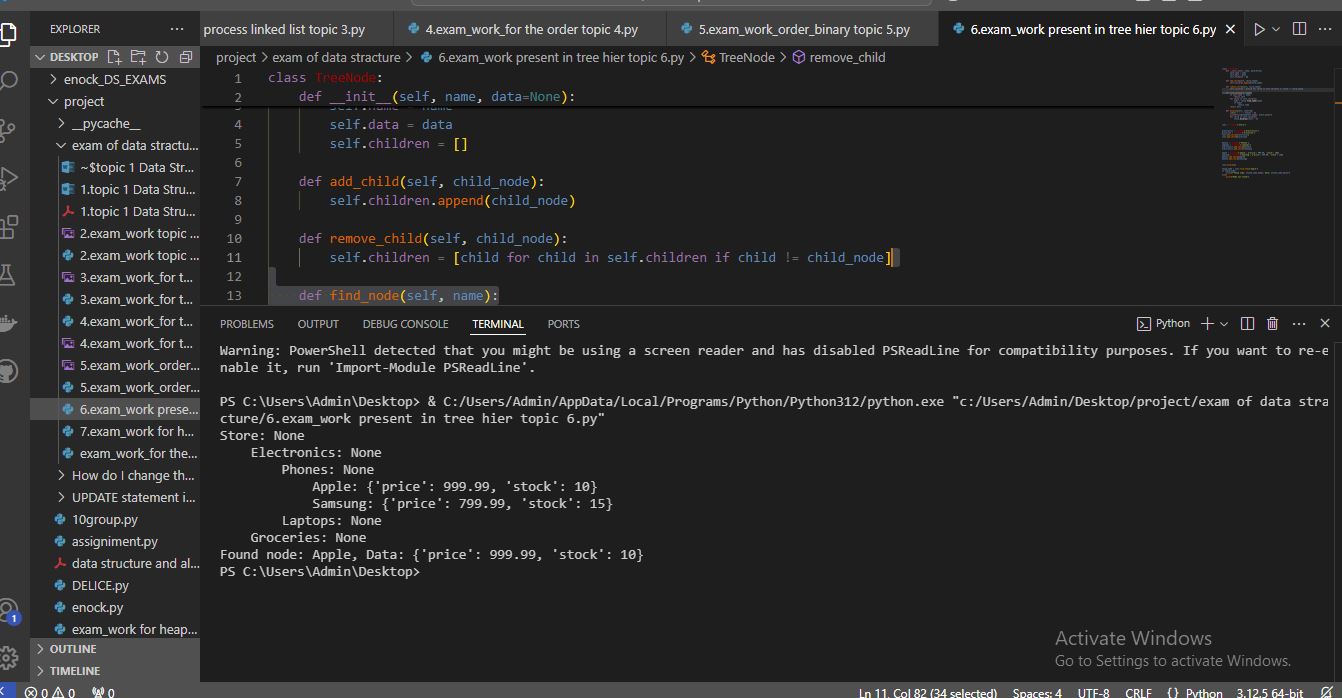 EXPLORER
···
process linked list topic 3.py
4.exam_work_for the order topic 4.py
5.exam_work_order_binary topic 5.py
6.exam_work present in tree hier topic 6.py
DESKTOP
project > exam of data structure > 6.exam_work present in tree hier topic 6.py > TreeNode > remove_child
enock_DS_EXAMS
project
__pycache__
exam of data stractu...
~$topic 1 Data Str...
1.topic 1 Data Stru...
1.topic 1 Data Stru...
2.exam_work topic ...
2.exam_work topic ...
3.exam_work_for t...
3.exam_work_for t...
4.exam_work_for t...
4.exam_work_for t...
5.exam_work_order...
5.exam_work_order...
6.exam_work prese...
7.exam_work for h...
exam_work_for the...
How do I change th...
UPDATE statement i...
10group.py
assigniment.py
data structure and al...
DELICE.py
enock.py
exam_work for heap...
OUTLINE
TIMELINE
1 class TreeNode:
2 def __init__(self, name, data=None):
4 self.data = data
5 self.children = []
6
7 def add_child(self, child_node):
8 self.children.append(child_node)
9
10 def remove_child(self, child_node):
11 self.children = [child for child in self.children if child != child_node]
12
13 def find_node(self, name):
PROBLEMS OUTPUT DEBUG CONSOLE TERMINAL PORTS
Python
Warning: PowerShell detected that you might be using a screen reader and has disabled PSReadLine for compatibility purposes. If you want to re-e
nable it, run 'Import-Module PSReadLine'.
PS C:\Users\Admin\Desktop> & C:/Users/Admin/AppData/Local/Programs/Python/Python312/python.exe "c:/Users/Admin/Desktop/project/exam of data stra
cture/6.exam_work present in tree hier topic 6.py"
Store: None
Electronics: None
Phones: None
Apple: {'price': 999.99, 'stock': 10}
Samsung: {'price': 799.99, 'stock': 15}
Laptops: None
Groceries: None
Found node: Apple, Data: {'price': 999.99, 'stock': 10}
PS C:\Users\Admin\Desktop>
Activate Windows
Go to Settings to activate Windows.
1
0 0 0
Ln 11, Col 82 (34 selected) Spaces: 4 UTF-8 CRLF {} Python 3.12.5 64-bit